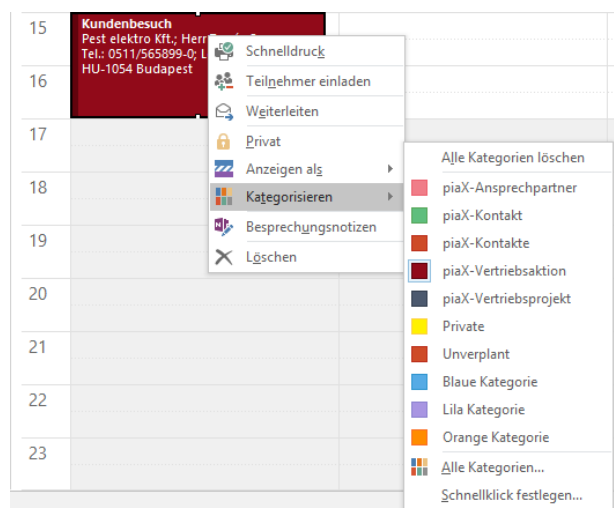 15
Kundenbesuch
Pest elektro Kft.; Herr
Tel.: 0511/565899-0; L
HU-1054 Budapest
16
17
18
19
20
21
22
23
Schnelldruck
Teilnehmer einladen
Weiterleiten
Privat
Anzeigen als
Kategorisieren
Besprechungsnotizen
Löschen
Alle Kategorien löschen
piaX-Ansprechpartner
piaX-Kontakt
piaX-Kontakte
piaX-Vertriebsaktion
piaX-Vertriebsprojekt
Private
Unverplant
Blaue Kategorie
Lila Kategorie
Orange Kategorie
Alle Kategorien...
Schnellklick festlegen...